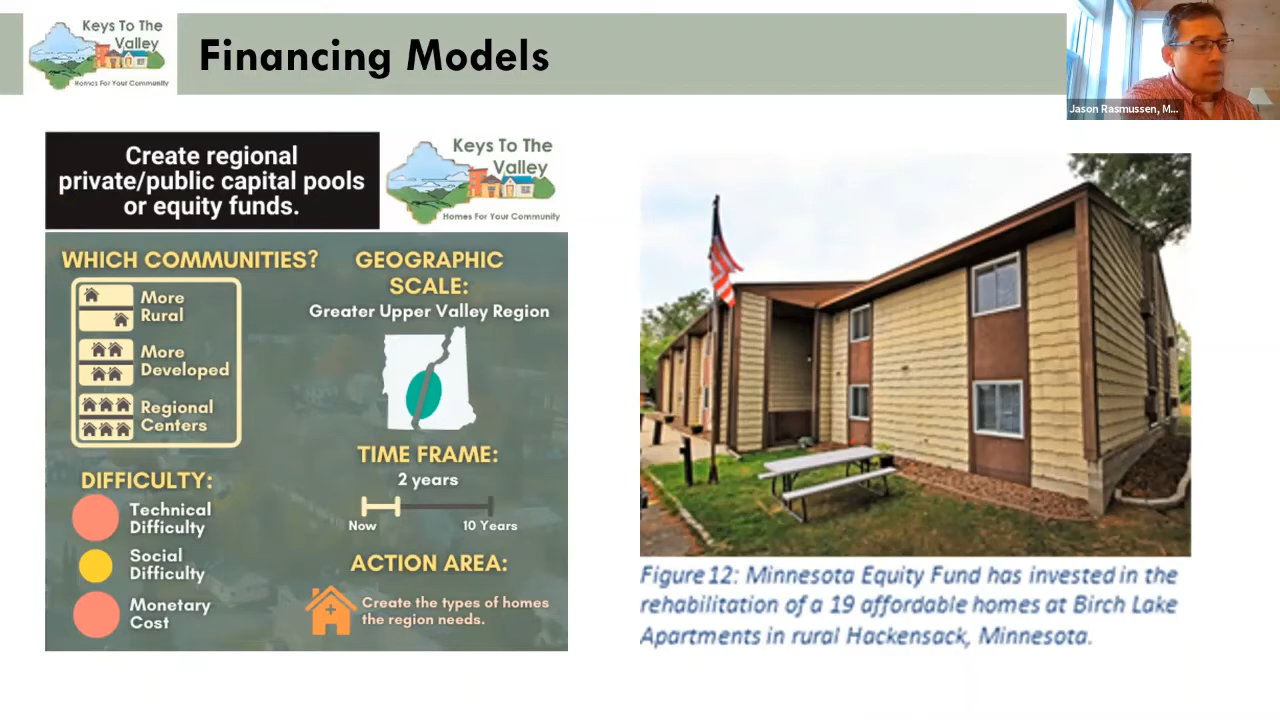 Keys To The
Valley
Homes For Your Community
Financing Models
Jason Rasmussen, M...
Create regional
private/public capital pools
or equity funds.
Keys To The
Valley
Homes For Your Community
WHICH COMMUNITIES?
More
Rural
More
Developed
Regional
Centers
DIFFICULTY:
Technical
Difficulty
Social
Difficulty
Monetary
Cost
GEOGRAPHIC
SCALE:
Greater Upper Valley Region
TIME FRAME:
2 years
Now
10 Years
ACTION AREA:
Create the types of homes
the region needs.
Figure 12: Minnesota Equity Fund has invested in the
rehabilitation of a 19 affordable homes at Birch Lake
Apartments in rural Hackensack, Minnesota.